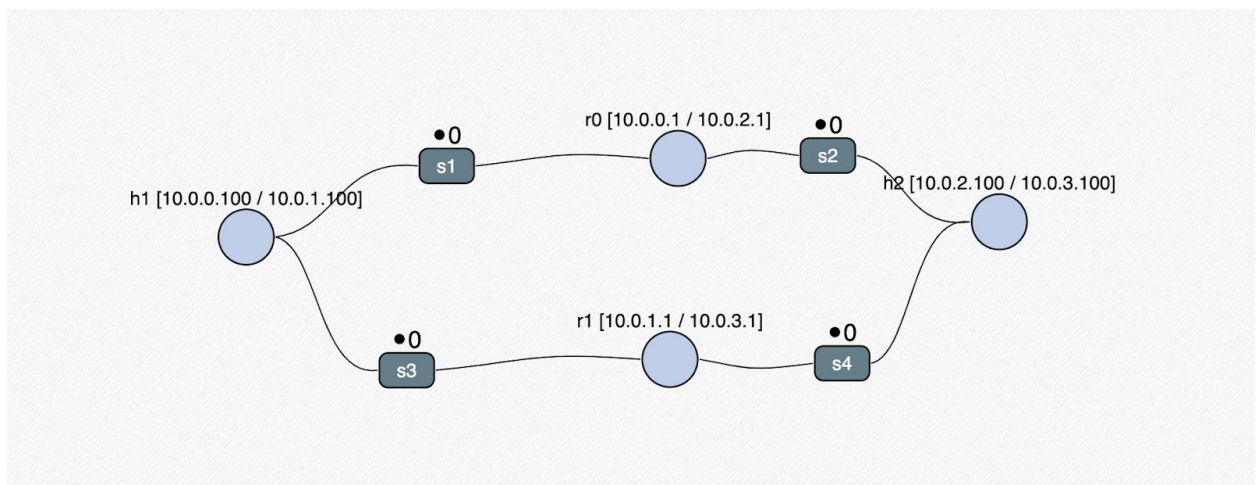 r0 [10.0.0.1 / 10.0.2.1]
●0
●0
s1
s2
h1 [10.0.0.100 / 10.0.1.100]
h2 [10.0.2.100 / 10.0.3.100]
r1 [10.0.1.1 / 10.0.3.1]
●0
●0
s3
s4